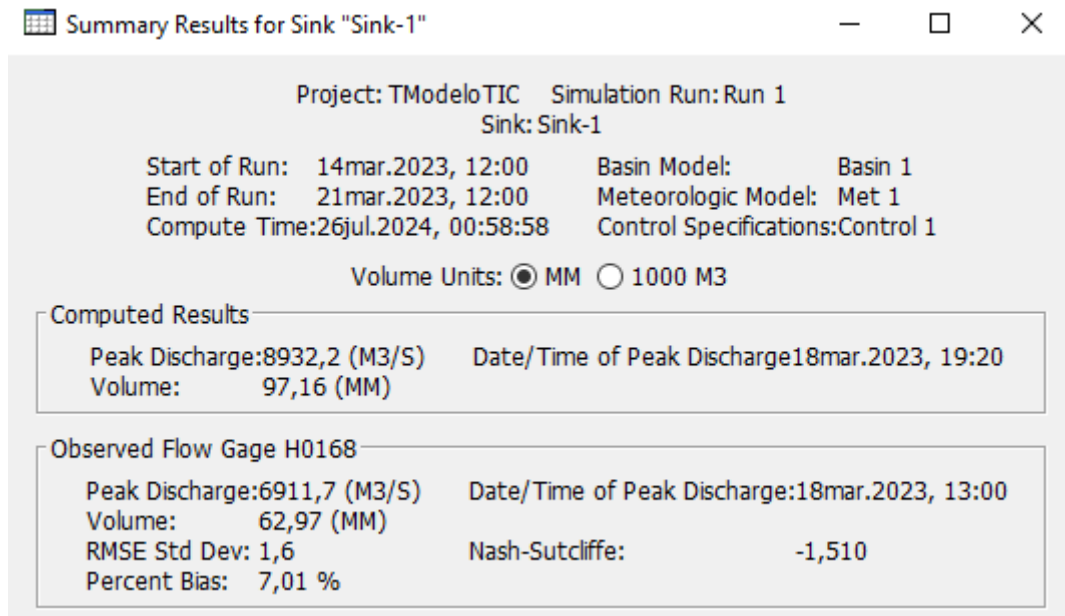 Summary Results for Sink "Sink-1"
Project: TModeloTIC Simulation Run: Run 1
Sink: Sink-1
Start of Run: 14mar.2023, 12:00 Basin Model: Basin 1
End of Run: 21mar.2023, 12:00 Meteorologic Model: Met 1
Compute Time:26jul.2024, 00:58:58 Control Specifications:Control 1
Volume Units: MM 1000 M3
Computed Results
Peak Discharge:8932,2 (M3/S) Date/Time of Peak Discharge18mar.2023, 19:20
Volume: 97,16 (MM)
Observed Flow Gage H0168
Peak Discharge:6911,7 (M3/S) Date/Time of Peak Discharge:18mar.2023, 13:00
Volume: 62,97 (MM)
RMSE Std Dev: 1,6 Nash-Sutcliffe: -1,510
Percent Bias: 7,01 %